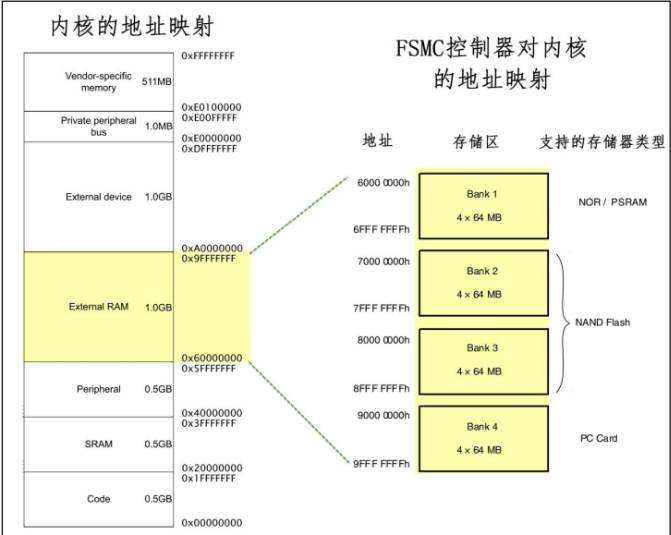 内核的地址映射
0xFFFFFFFF
Vendor-specific
memory
511MB
0xE0100000
0xE00FFFFF
Private peripheral
bus
1.0MB
0xE0000000
0xDFFFFFFF
External device
1.0GB
0xA0000000
0x9FFFFFFF
External RAM
1.0GB
0x60000000
0x5FFFFFFF
Peripheral
0.5GB
0x40000000
0x3FFFFFFF
SRAM
0.5GB
0x20000000
0x1FFFFFFF
Code
0.5GB
0x00000000
FSMC控制器对内核
的地址映射
地址
存储区
支持的存储器类型
6000 0000h
Bank 1
4 × 64 MB
6FFF FFFFh
NOR / PSRAM
7000 0000h
Bank 2
4 × 64 MB
7FFF FFFFh
8000 0000h
Bank 3
4 × 64 MB
8FFF FFFFh
NAND Flash
9000 0000h
Bank 4
4 × 64 MB
9FFF FFFFh
PC Card